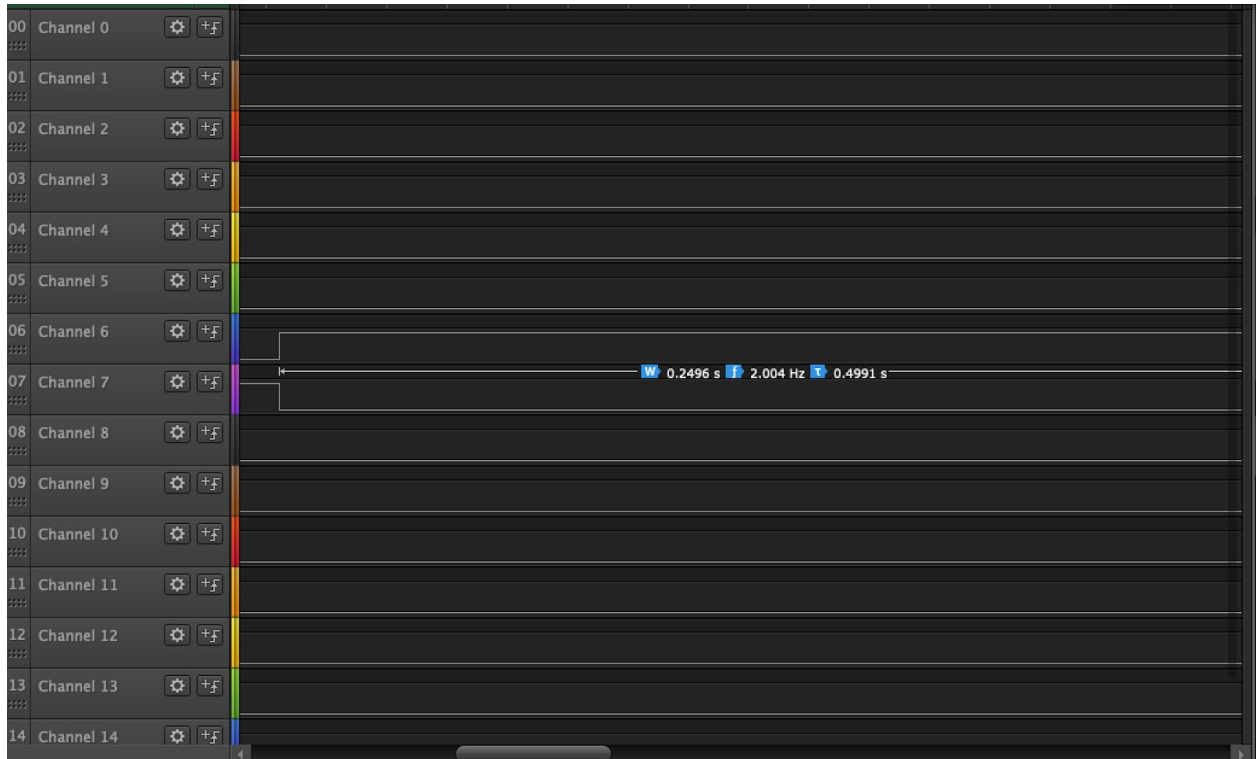 00 Channel 0
01 Channel 1
02 Channel 2
03 Channel 3
04 Channel 4
05 Channel 5
06 Channel 6
W 0.2496 s f 2.004 Hz τ 0.4991 s
07 Channel 7
08 Channel 8
09 Channel 9
10 Channel 10
11 Channel 11
12 Channel 12
13 Channel 13
14 Channel 14